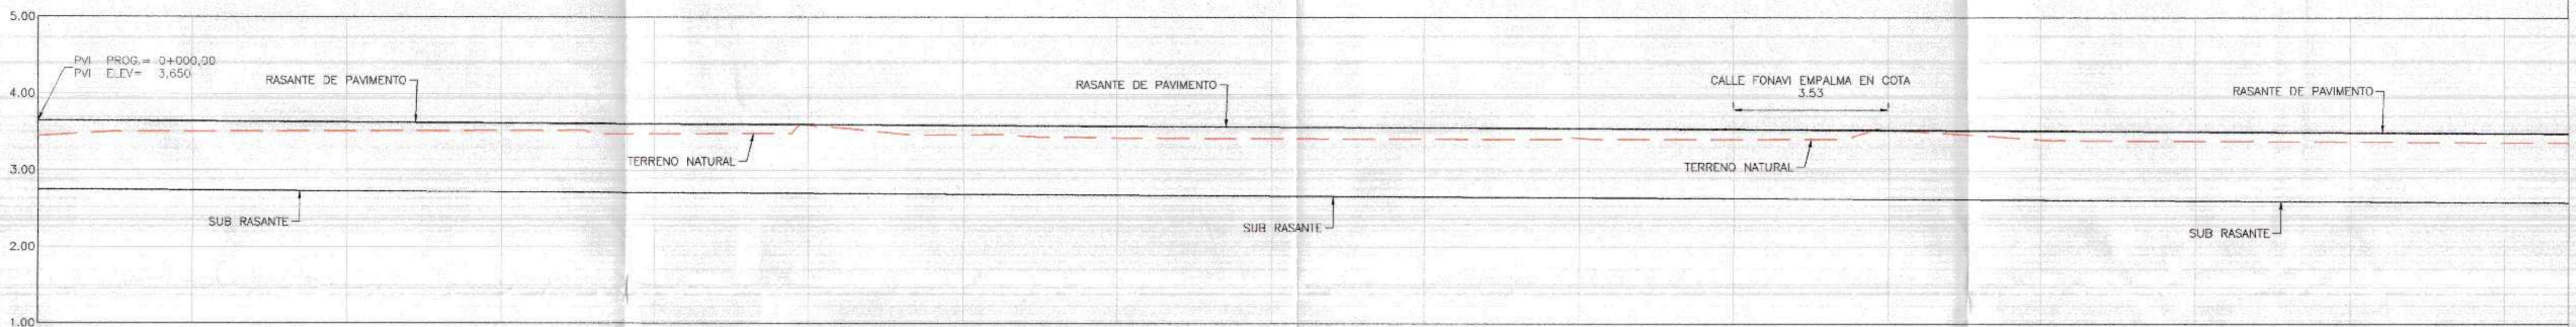 5.00
PVI PROG.= 0+000,00
PVI ELEV= 3,650
RASANTE DE PAVIMENTO
RASANTE DE PAVIMENTO
CALLE FONAVI EMPALMA EN COTA
3.53
RASANTE DE PAVIMENTO
4.00
TERRENO NATURAL
TERRENO NATURAL
3.00
SUB RASANTE
SUB RASANTE
SUB RASANTE
2.00
1.00